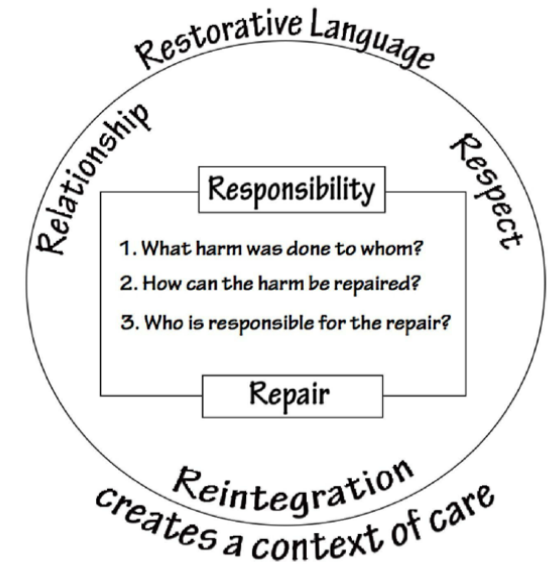 Restorative Language
Relationship
Respect
Responsibility
1. What harm was done to whom?
2. How can the harm be repaired?
3. Who is responsible for the repair?
Repair
Reintegration
creates a context of care